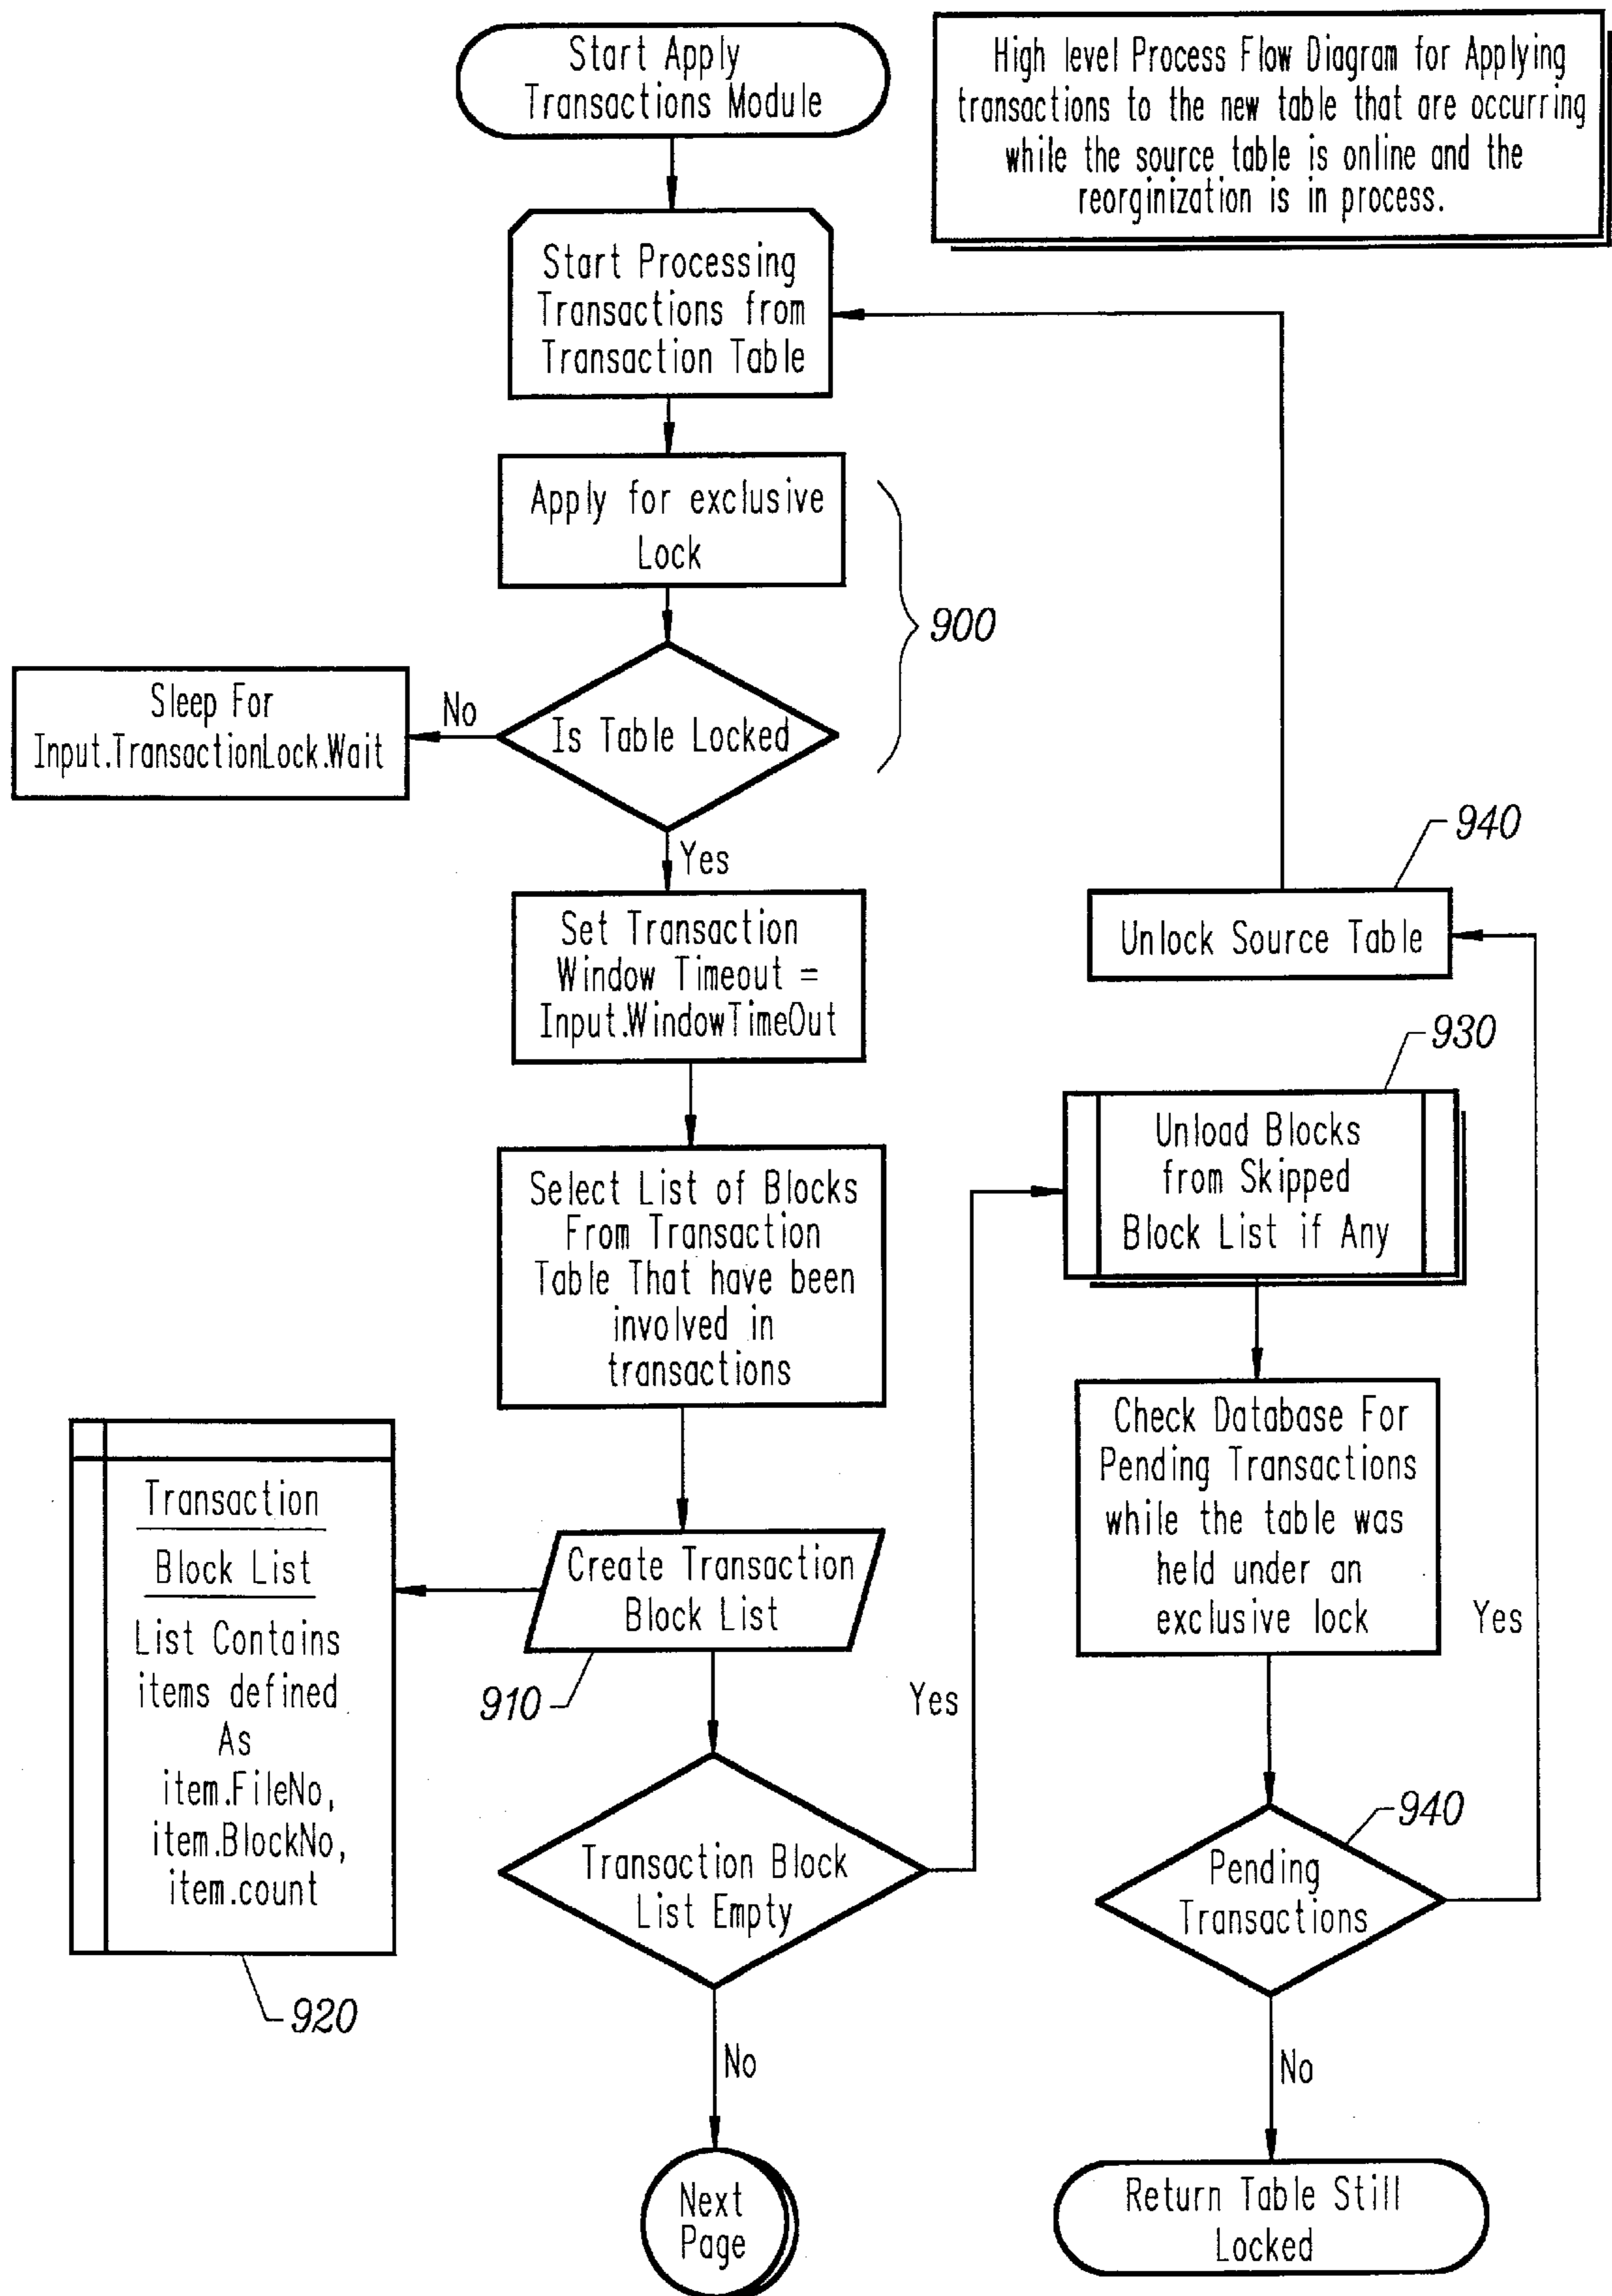 Start Apply
Transactions Module
High level Process Flow Diagram for Applying
transactions to the new table that are occurring
while the source table is online and the
reorginization is in process.
Start Processing
Transactions from
Transaction Table
Apply for exclusive
Lock
900
Is Table Locked
No
Sleep For
Input.TransactionLock.Wait
Yes
Set Transaction
Window Timeout =
Input.WindowTimeOut
Select List of Blocks
From Transaction
Table That have been
involved in
transactions
Create Transaction
Block List
910
Transaction
Block List
List Contains
items defined
As
item.FileNo,
item.BlockNo,
item.count
920
Transaction Block
List Empty
Yes
No
Next
Page
940
Unlock Source Table
930
Unload Blocks
from Skipped
Block List if Any
Check Database For
Pending Transactions
while the table was
held under an
exclusive lock
Yes
940
Pending
Transactions
No
Return Table Still
Locked